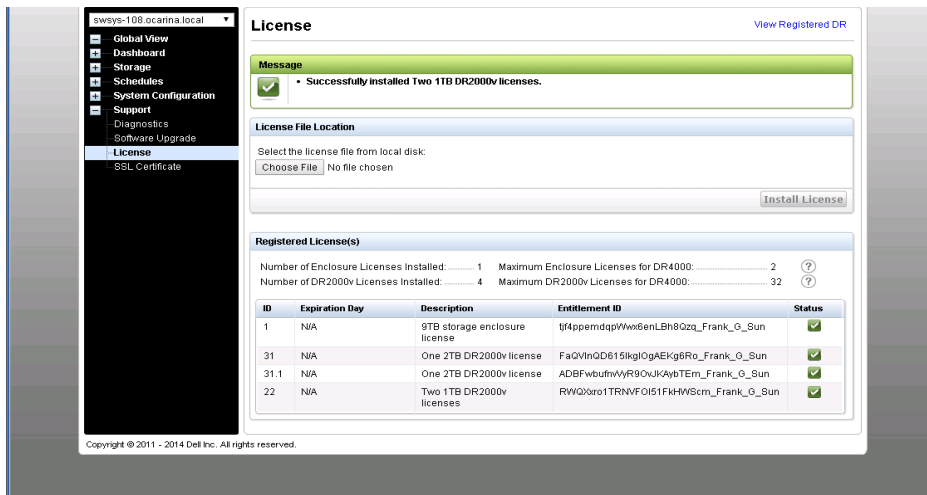 swsys-108.ocarina.local
Global View
Dashboard
Storage
Schedules
System Configuration
Support
Diagnostics
Software Upgrade
License
SSL Certificate
License
View Registered DR
Message
• Successfully installed Two 1TB DR2000v licenses.
License File Location
Select the license file from local disk:
Choose File No file chosen
Install License
Registered License(s)
Number of Enclosure Licenses Installed: 1 Maximum Enclosure Licenses for DR4000: 2 ?
Number of DR2000v Licenses Installed: 4 Maximum DR2000v Licenses for DR4000: 32 ?
ID Expiration Day Description Entitlement ID Status
1 N/A 9TB storage enclosure license
31 N/A One 2TB DR2000v license
31.1 N/A One 2TB DR2000v license
22 N/A Two 1TB DR2000v licenses
Copyright © 2011 - 2014 Dell Inc. All rights reserved.